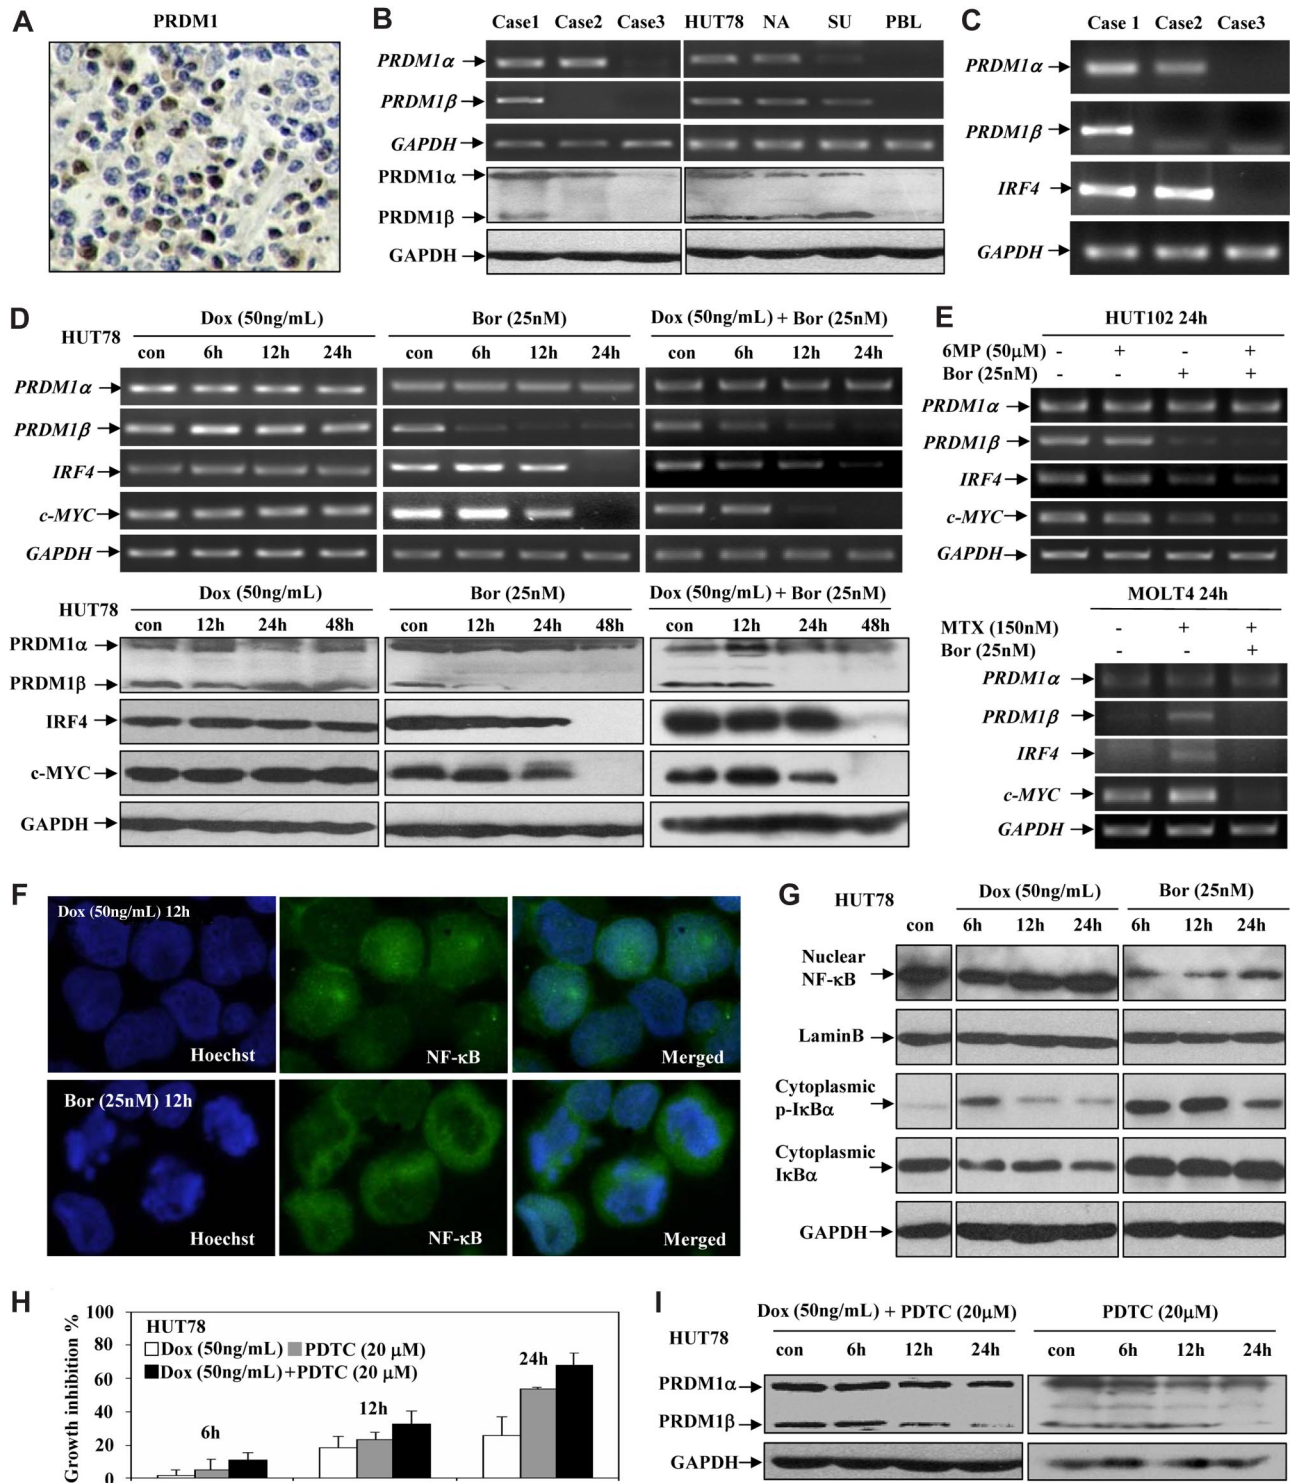 A
PRDM1
B
Case1 Case2 Case3 HUT78 NA SU PBL
PRDM1α
PRDM1β
GAPDH
PRDM1α
PRDM1β
GAPDH
C
Case 1 Case2 Case3
PRDM1α
PRDM1β
IRF4
GAPDH
D
HUT78
Dox (50ng/mL) Bor (25nM) Dox (50ng/mL) + Bor (25nM)
con 6h 12h 24h con 6h 12h 24h con 6h 12h 24h
PRDM1α
PRDM1β
IRF4
c-MYC
GAPDH
HUT78
Dox (50ng/mL) Bor (25nM) Dox (50ng/mL) + Bor (25nM)
con 12h 24h 48h con 12h 24h 48h con 12h 24h 48h
PRDM1α
PRDM1β
IRF4
c-MYC
GAPDH
E
HUT102 24h
6MP (50μM) - + - +
Bor (25nM) - - + +
PRDM1α
PRDM1β
IRF4
c-MYC
GAPDH
MOLT4 24h
MTX (150nM) - + +
Bor (25nM) - - +
PRDM1α
PRDM1β
IRF4
c-MYC
GAPDH
F
Dox (50ng/mL) 12h
Hoechst NF-κB Merged
Bor (25nM) 12h
Hoechst NF-κB Merged
G
HUT78
Dox (50ng/mL) Bor (25nM)
con 6h 12h 24h 6h 12h 24h
Nuclear
NF-κB
LaminB
Cytoplasmic
p-IκBα
Cytoplasmic
IκBα
GAPDH
H
Growth inhibition %
100
80
60
40
20
0
HUT78
Dox (50ng/mL) PDTC (20 μM)
Dox (50ng/mL) +PDTC (20 μM)
6h
12h
24h
I
HUT78
Dox (50ng/mL) + PDTC (20μM) PDTC (20μM)
con 6h 12h 24h con 6h 12h 24h
PRDM1α
PRDM1β
GAPDH